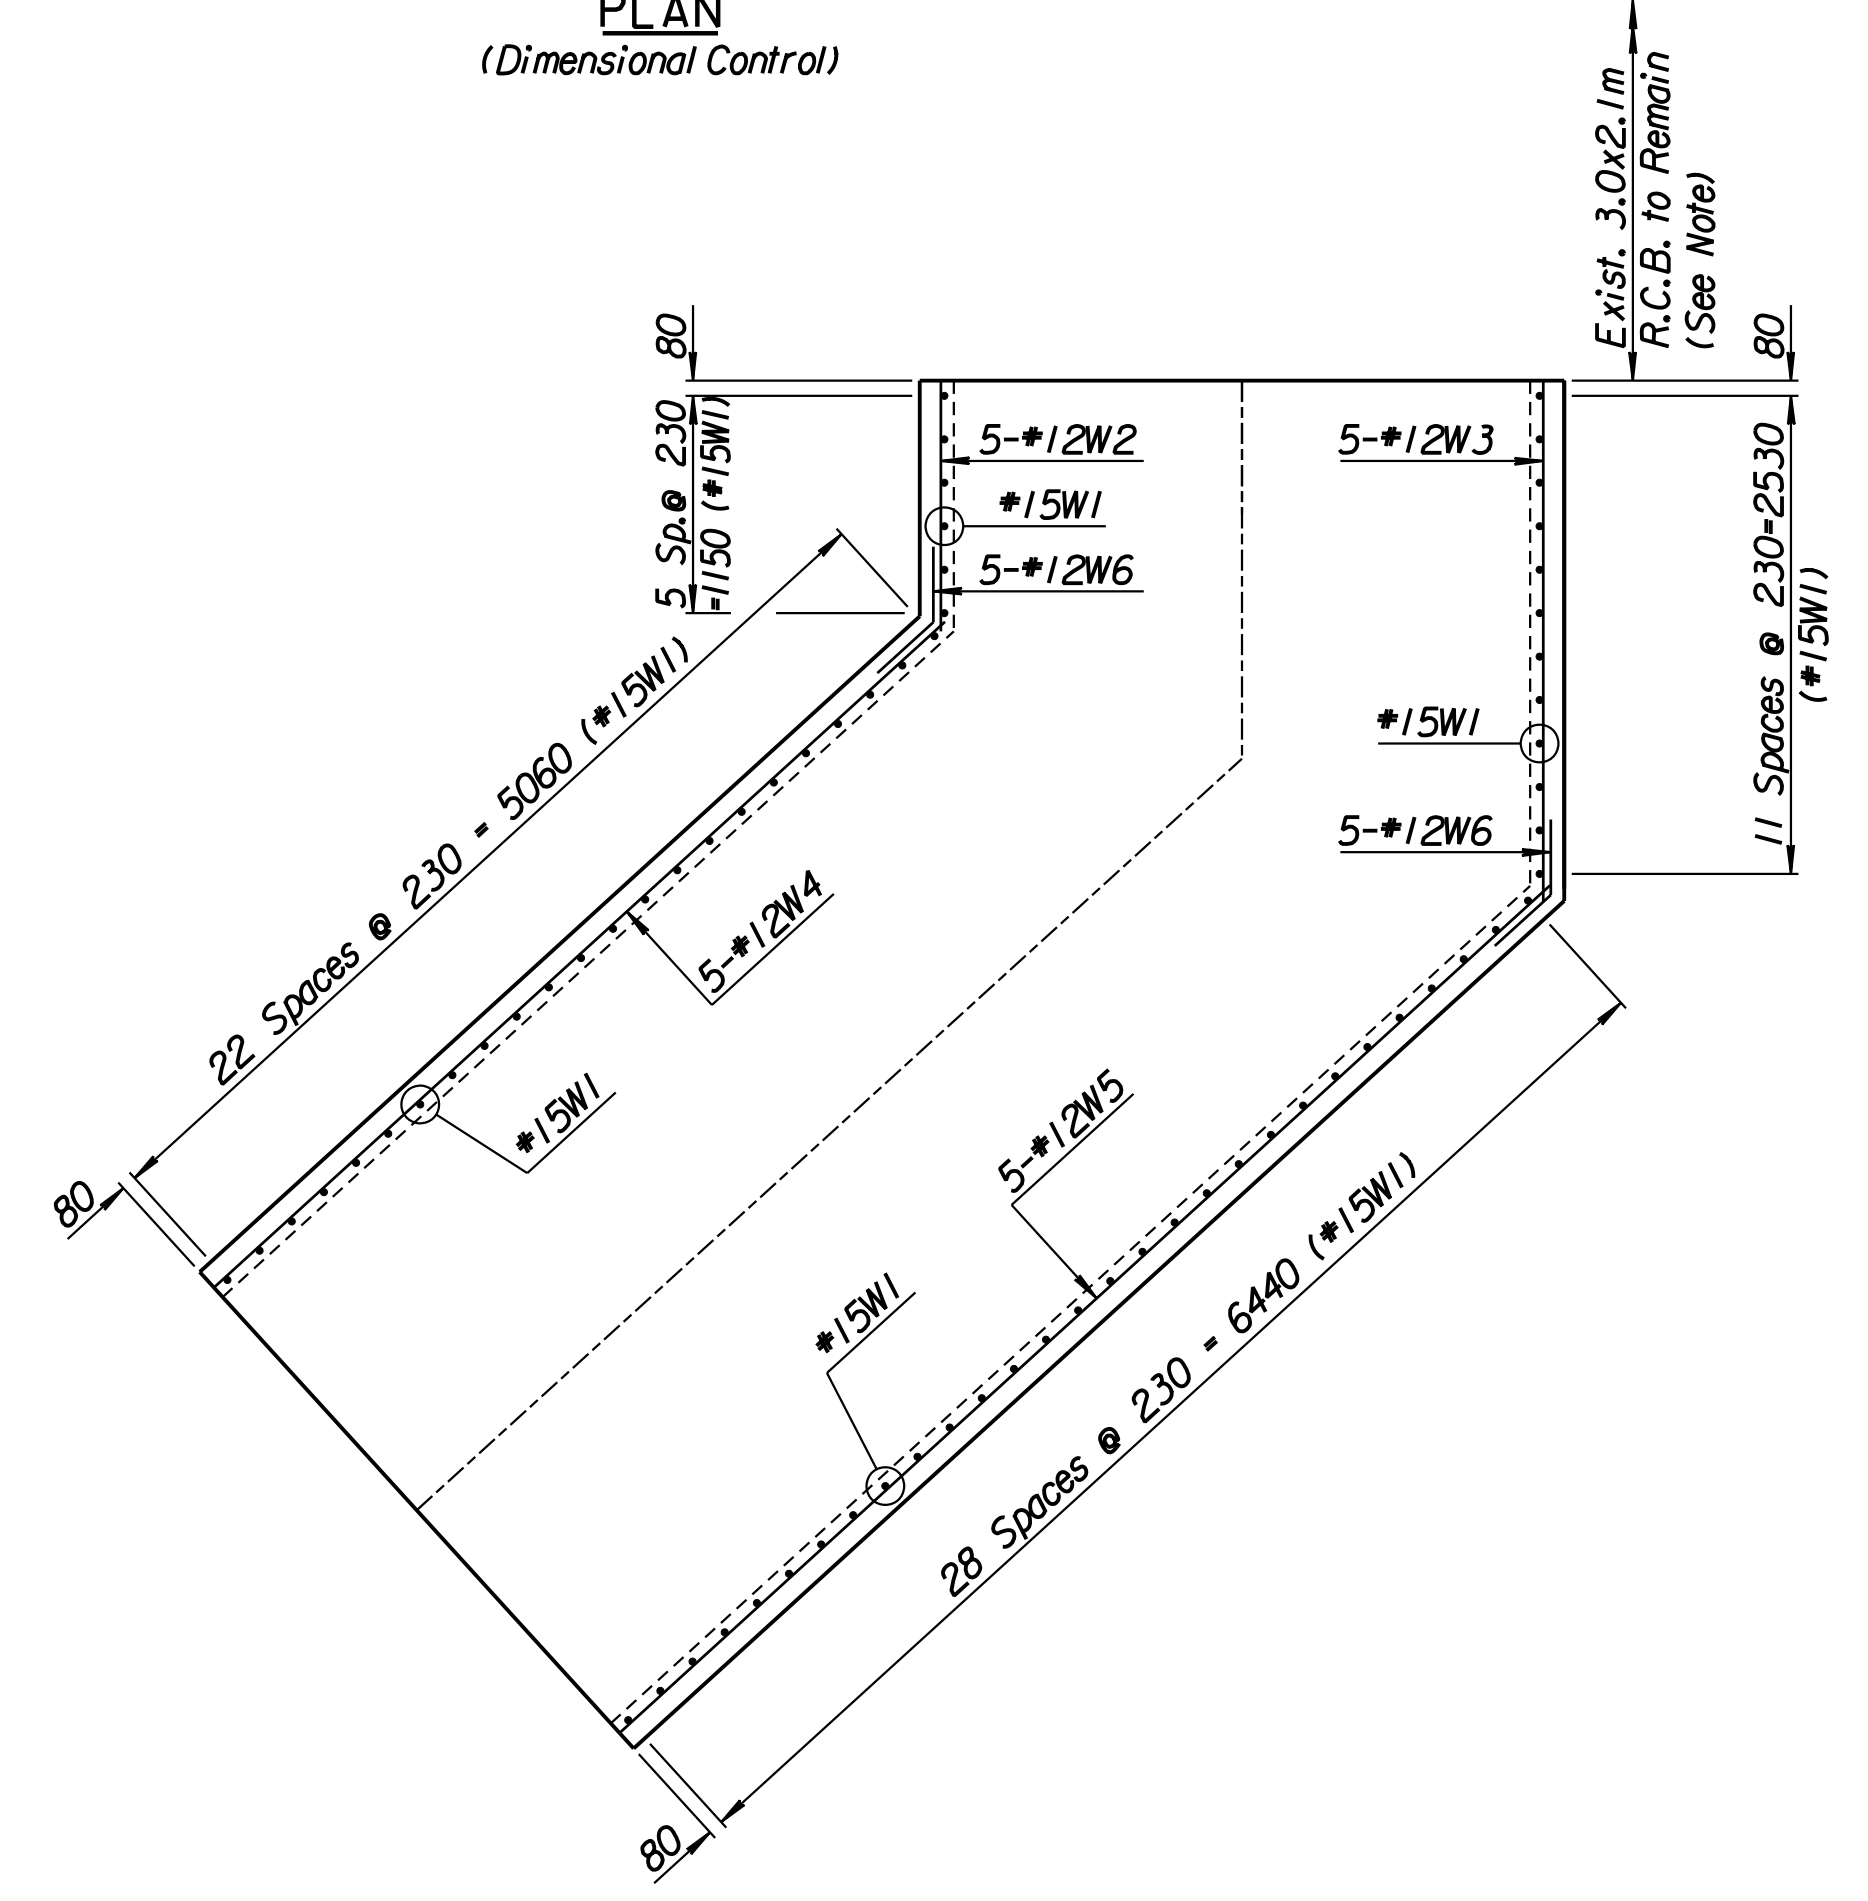 PLAN
(Dimensional Control)
Exist. 3.0x2.1m
R.C.B. to Remain
(See Note)
80
80
5 Sp.@ 230
=1150 (#15W1)
5-#12W2
5-#12W3
#15W1
5-#12W6
11 Spaces @ 230=2530
(#15W1)
22 Spaces @ 230 = 5060 (#15W1)
#15W1
5-#12W6
5-#12W4
#15W1
5-#12W5
80
#15W1
28 Spaces @ 230 = 6440 (#15W1)
80